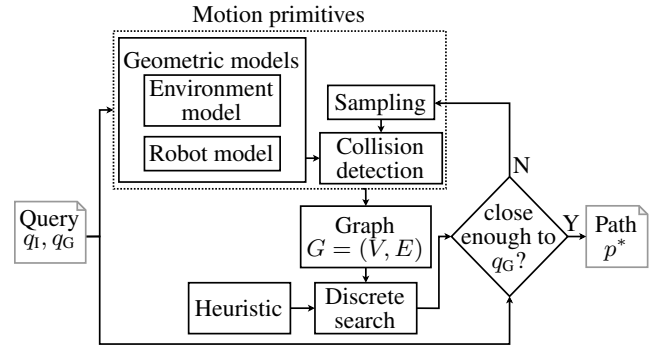 Motion primitives
Geometric models
Environment
model
Robot model
Sampling
Collision
detection
N
Query
q_I, q_G
Graph
G = (V, E)
close
enough to
q_G?
Y
Path
p*
Heuristic
Discrete
search